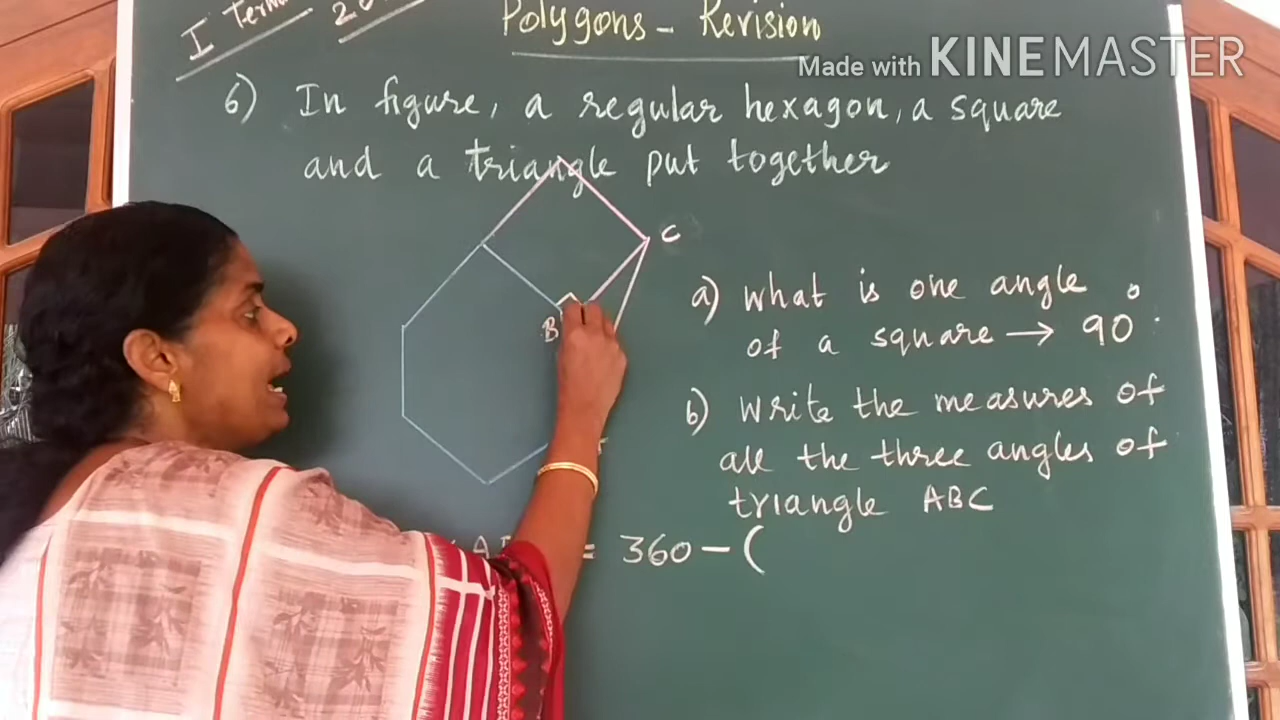 I Term
Polygons - Revision
Made with KINEMASTER
6) In figure, a regular hexagon, a square
and a triangle put together
C
B
a) What is one angle
of a square → 90°
b) Write the measures of
all the three angles of
triangle ABC
= 360 - (